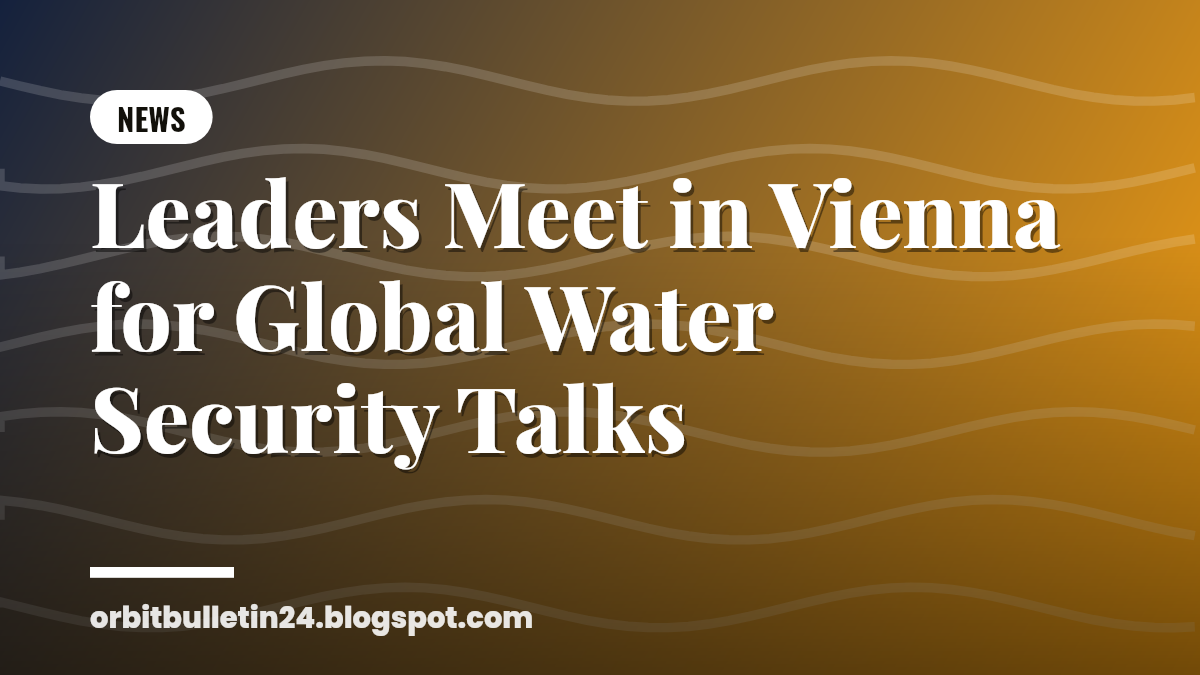 NEWS
Leaders Meet in Vienna
for Global Water
Security Talks
orbitbulletin24.blogspot.com